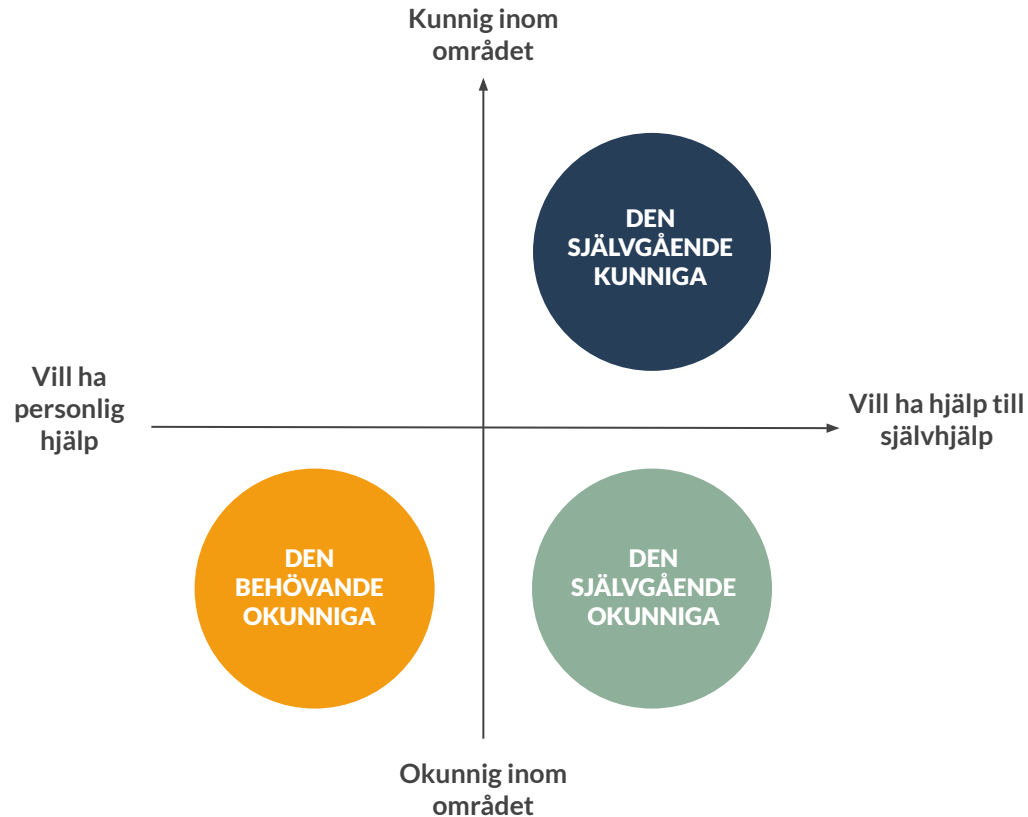 Kunnig inom
området
DEN
SJÄLVGÅENDE
KUNNIGA
Vill ha
personlig
hjälp
Vill ha hjälp till
självhjälp
DEN
BEHÖVANDE
OKUNNIGA
DEN
SJÄLVGÅENDE
OKUNNIGA
Okunnig inom
området